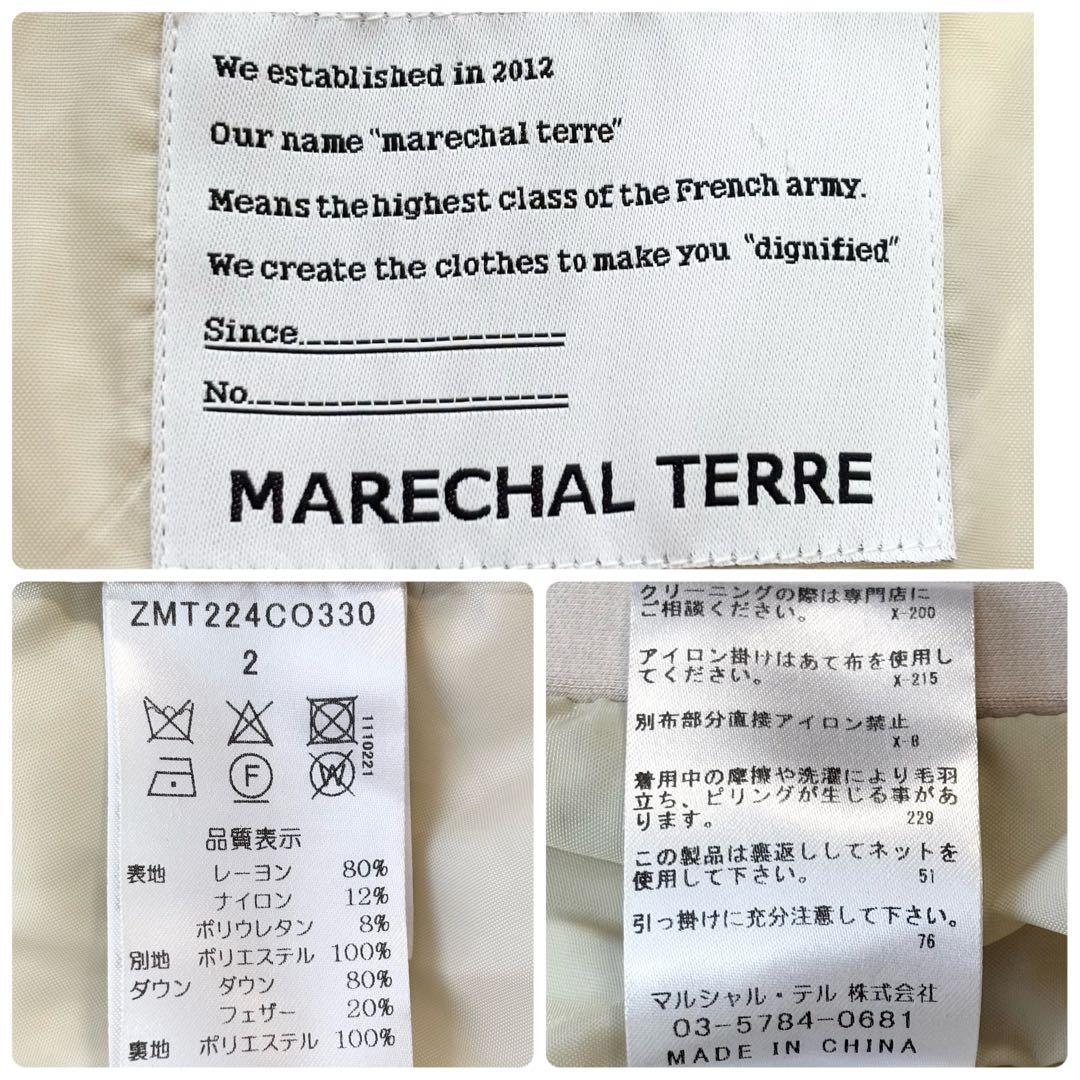 We established in 2012
Our name "marechal terre"
Means the highest class of the French army.
We create the clothes to make you "dignified"
Since
No
MARECHAL TERRE
ZMT224CO330
2
1110221
F
W
品質表示
表地 レーヨン 80%
ナイロン 12%
ポリウレタン 8%
別地 ポリエステル 100%
ダウン ダウン 80%
フェザー 20%
裏地 ポリエステル 100%
クリーニングの際は専門店に
ご相談ください。
X-200
アイロン掛けはあて布を使用し
てください。
X-215
別布部分直接アイロン禁止
X-8
着用中の摩擦や洗濯により毛羽
立ち、ピリングが生じる事があ
ります。
229
この製品は裏返ししてネットを
使用して下さい。
51
引っ掛けに充分注意して下さい。
76
マルシャル・テル 株式会社
03-5784-0681
MADE IN CHINA